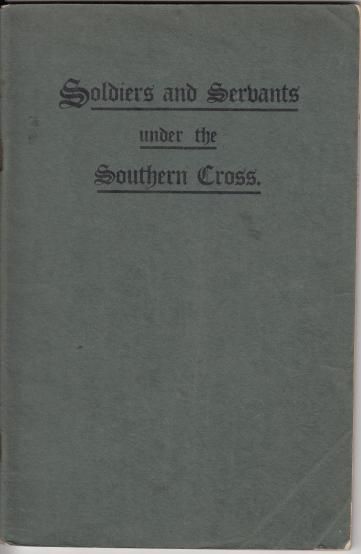 Soldiers and Servants
under the
Southern Cross.